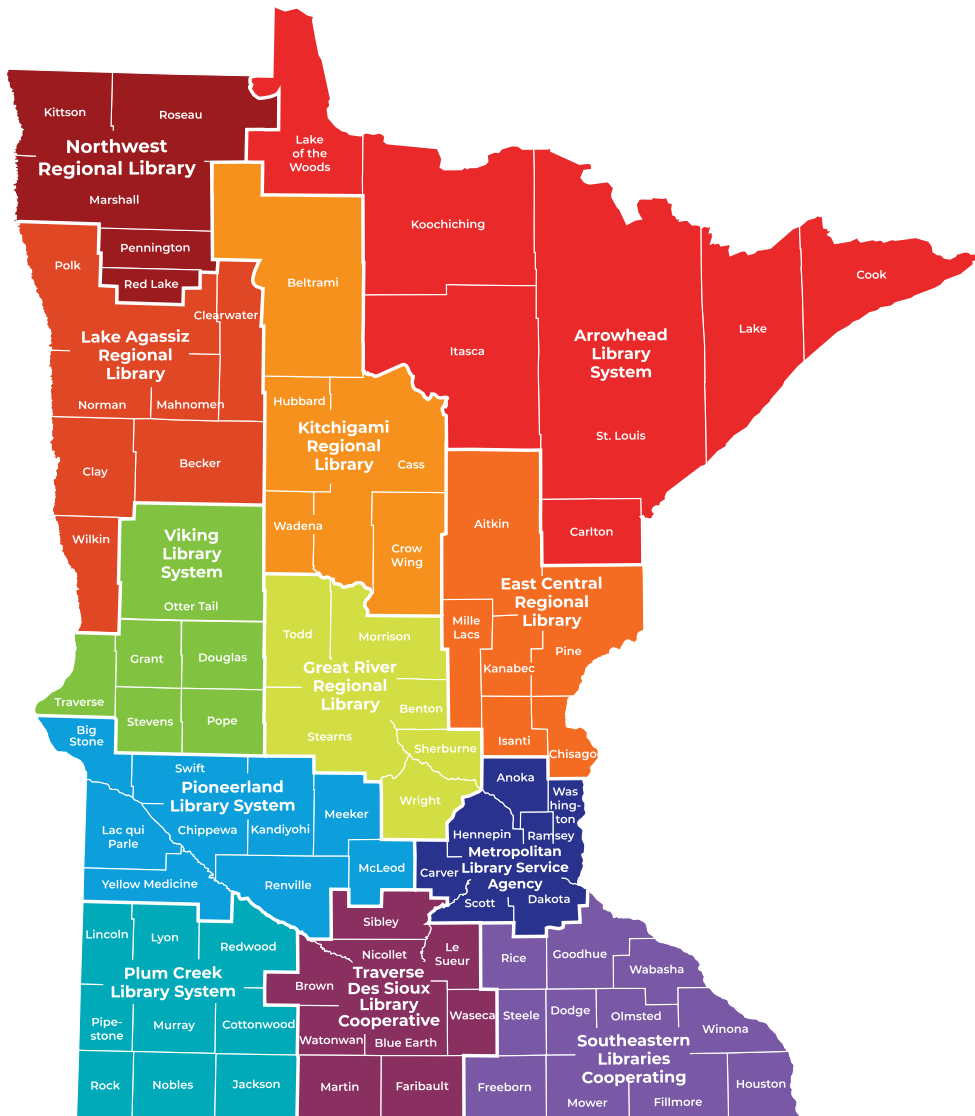 Kittson
Roseau
Northwest
Regional Library
Marshall
Pennington
Red Lake
Lake
of the
Woods
Koochiching
Itasca
Arrowhead
Library
System
St. Louis
Lake
Cook
Carlton
Polk
Clearwater
Lake Agassiz
Regional
Library
Norman
Mahnomen
Clay
Becker
Wilkin
Beltrami
Hubbard
Kitchigami
Regional
Library
Cass
Wadena
Crow
Wing
Viking
Library
System
Otter Tail
Grant
Douglas
Traverse
Stevens
Pope
Todd
Morrison
Great River
Regional
Library
Benton
Stearns
Sherburne
Wright
Aitkin
East Central
Regional
Library
Mille
Lacs
Kanabec
Pine
Isanti
Chisago
Big
Stone
Swift
Pioneerland
Library System
Lac qui
Parle
Chippewa
Kandiyohi
Meeker
McLeod
Yellow Medicine
Renville
Anoka
Was
hing-
ton
Hennepin
Ramsey
Metropolitan
Library Service
Agency
Carver
Scott
Dakota
Lincoln
Lyon
Redwood
Plum Creek
Library System
Pipe-
stone
Murray
Cottonwood
Rock
Nobles
Jackson
Sibley
Nicollet
Le
Sueur
Brown
Traverse
Des Sioux
Library
Cooperative
Waseca
Watonwan
Blue Earth
Martin
Faribault
Rice
Goodhue
Wabasha
Steele
Dodge
Olmsted
Winona
Southeastern
Libraries
Cooperating
Freeborn
Mower
Fillmore
Houston